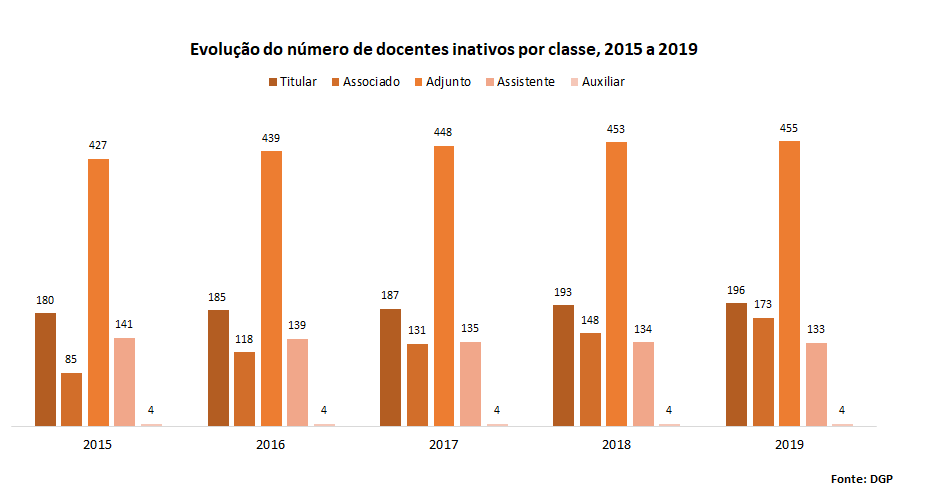 Evolução do número de docentes inativos por classe, 2015 a 2019
Titular Associado Adjunto Assistente Auxiliar
180 85 427 141 4
185 118 439 139 4
187 131 448 135 4
193 148 453 134 4
196 173 455 133 4
2015 2016 2017 2018 2019
Fonte: DGP